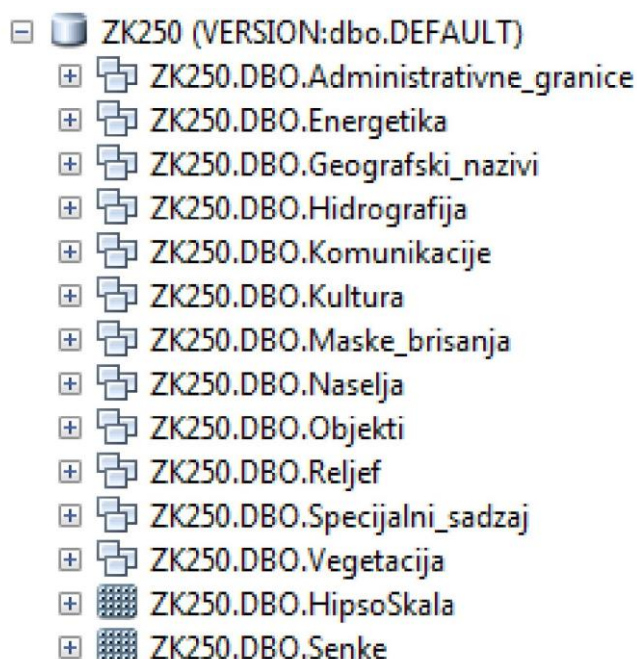 ZK250 (VERSION:dbo.DEFAULT)
ZK250.DBO.Administrativne_granice
ZK250.DBO.Energetika
ZK250.DBO.Geografski_nazivi
ZK250.DBO.Hidrografija
ZK250.DBO.Komunikacije
ZK250.DBO.Kultura
ZK250.DBO.Maske_brisanja
ZK250.DBO.Naselja
ZK250.DBO.Objekti
ZK250.DBO.Reljef
ZK250.DBO.Specijalni_sadzaj
ZK250.DBO.Vegetacija
ZK250.DBO.HipsoSkala
ZK250.DBO.Senke